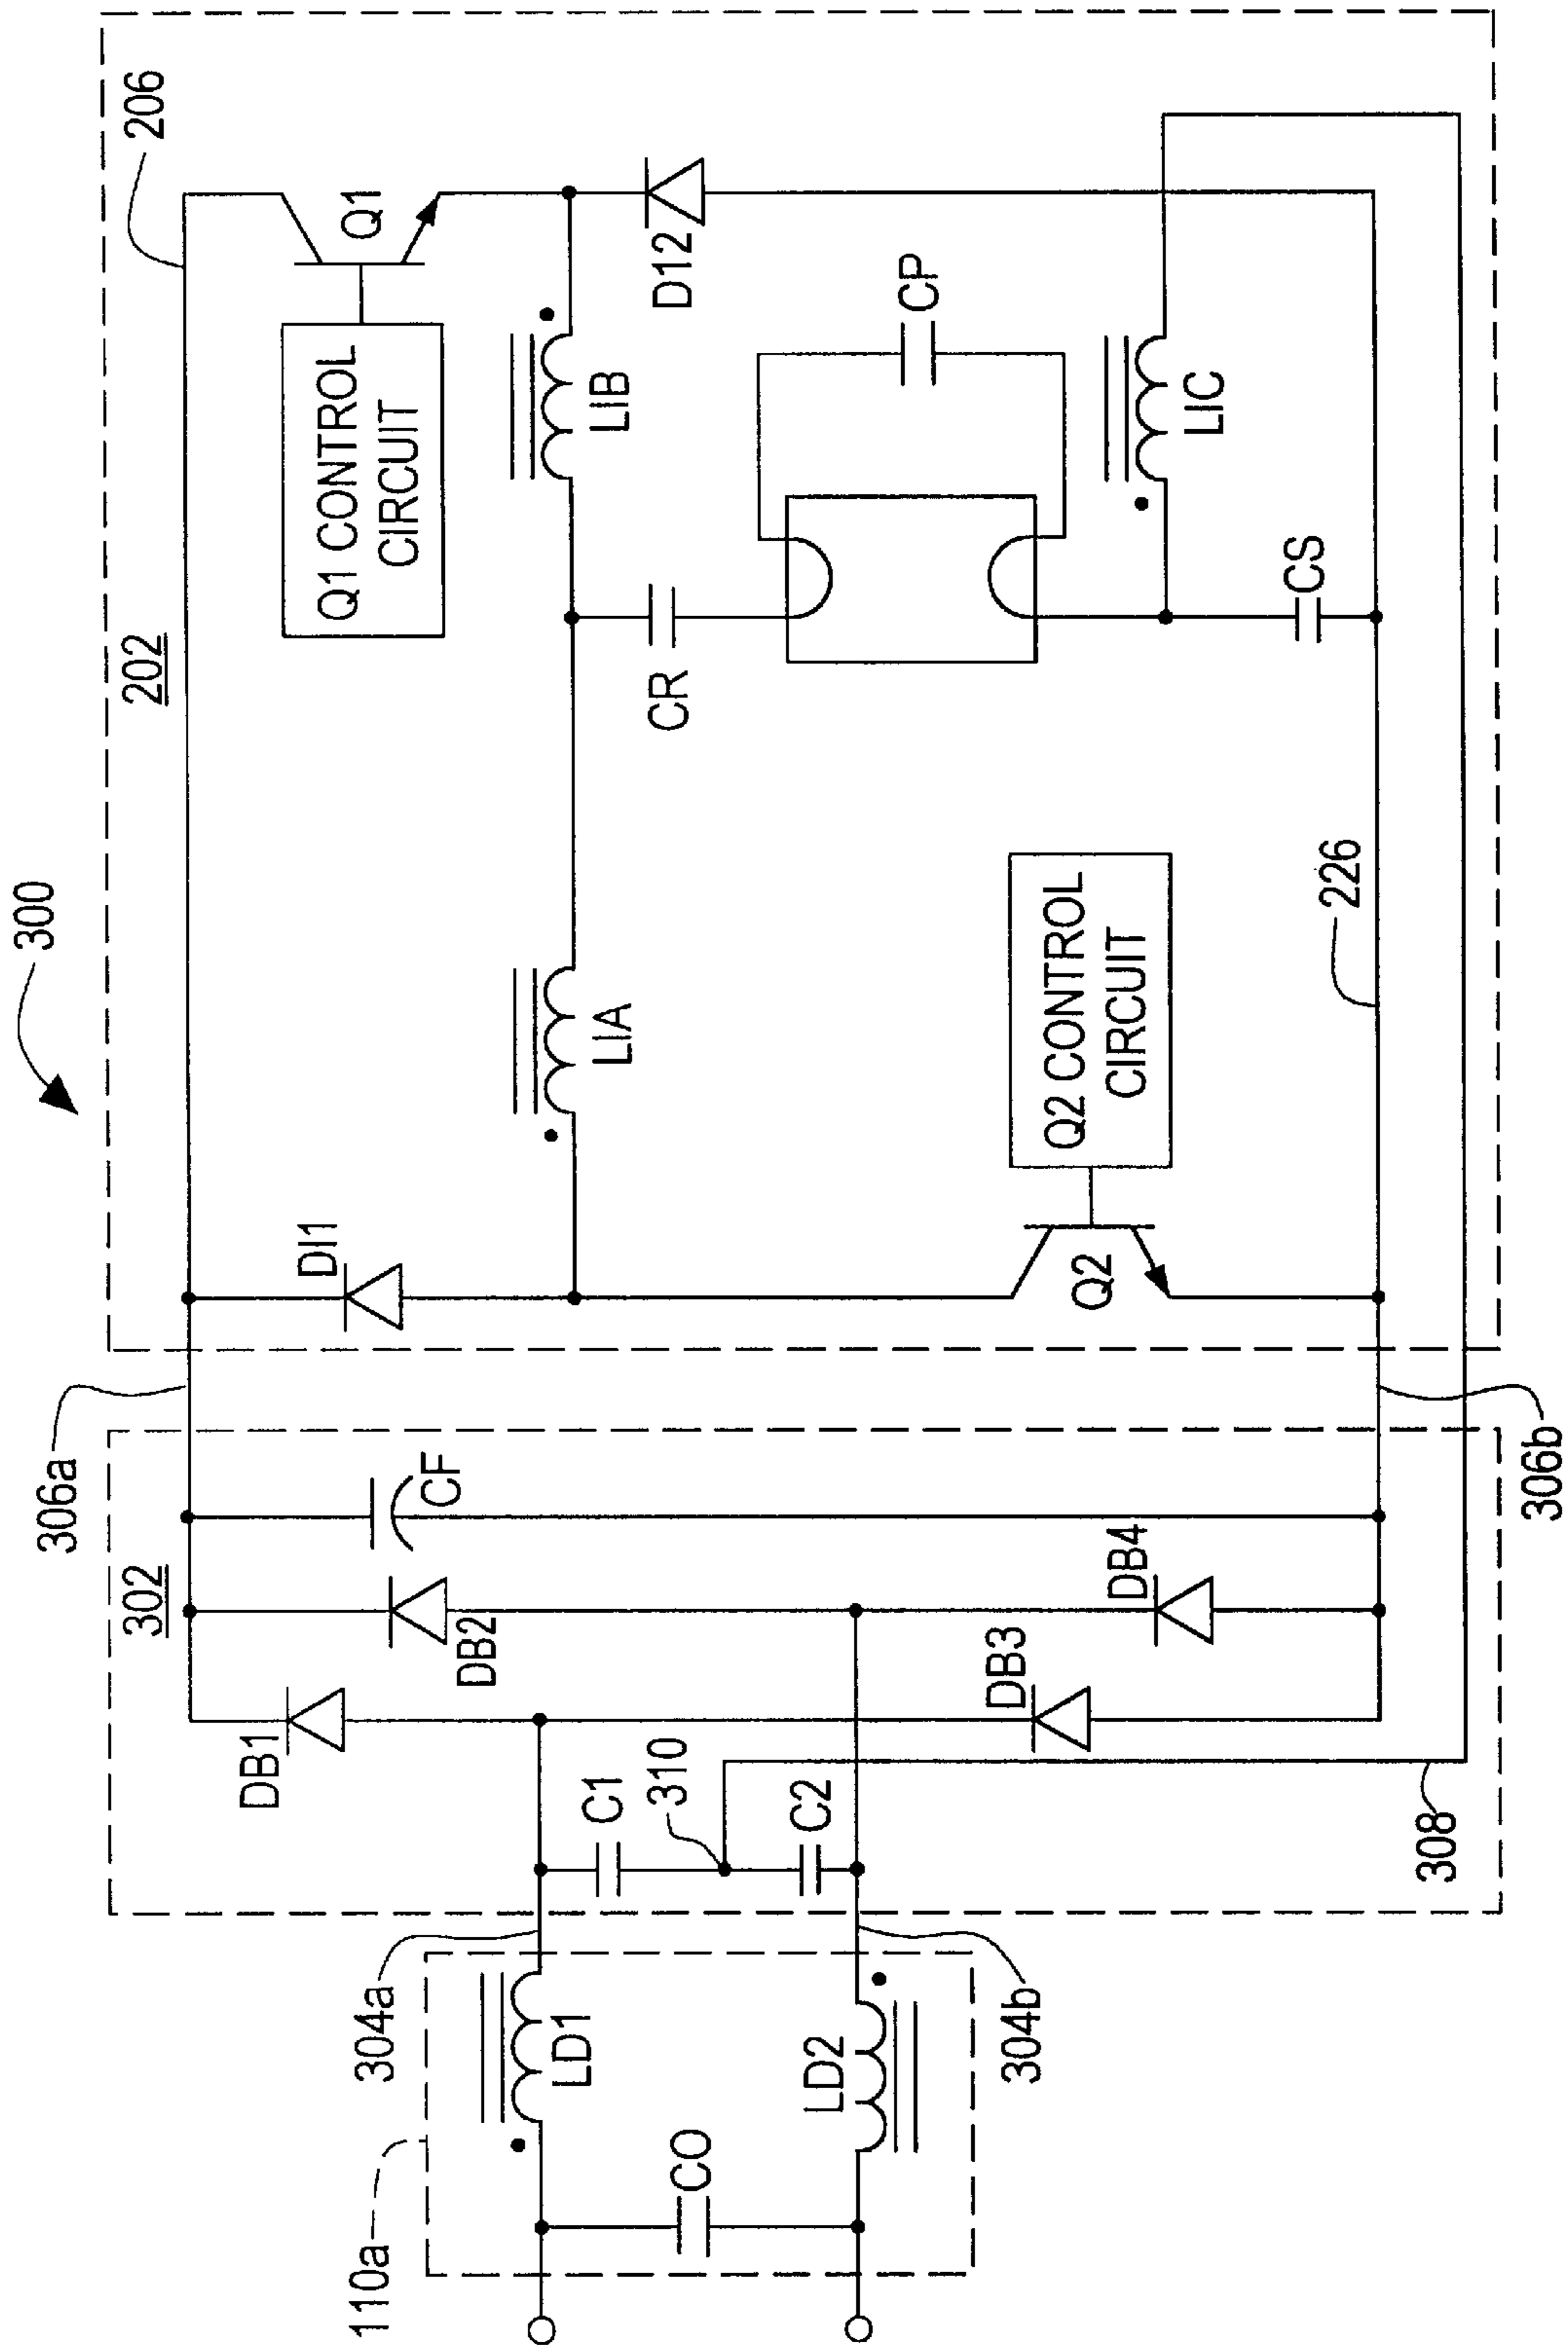 300
202
206
Q1 CONTROL
CIRCUIT
Q1
LIB
D12
CP
CR
LIC
CS
LIA
DI1
Q2 CONTROL
CIRCUIT
Q2
226
306a
306b
302
CF
DB2
DB4
DB1
DB3
C1
310
C2
308
304a
304b
LD1
LD2
CO
110a